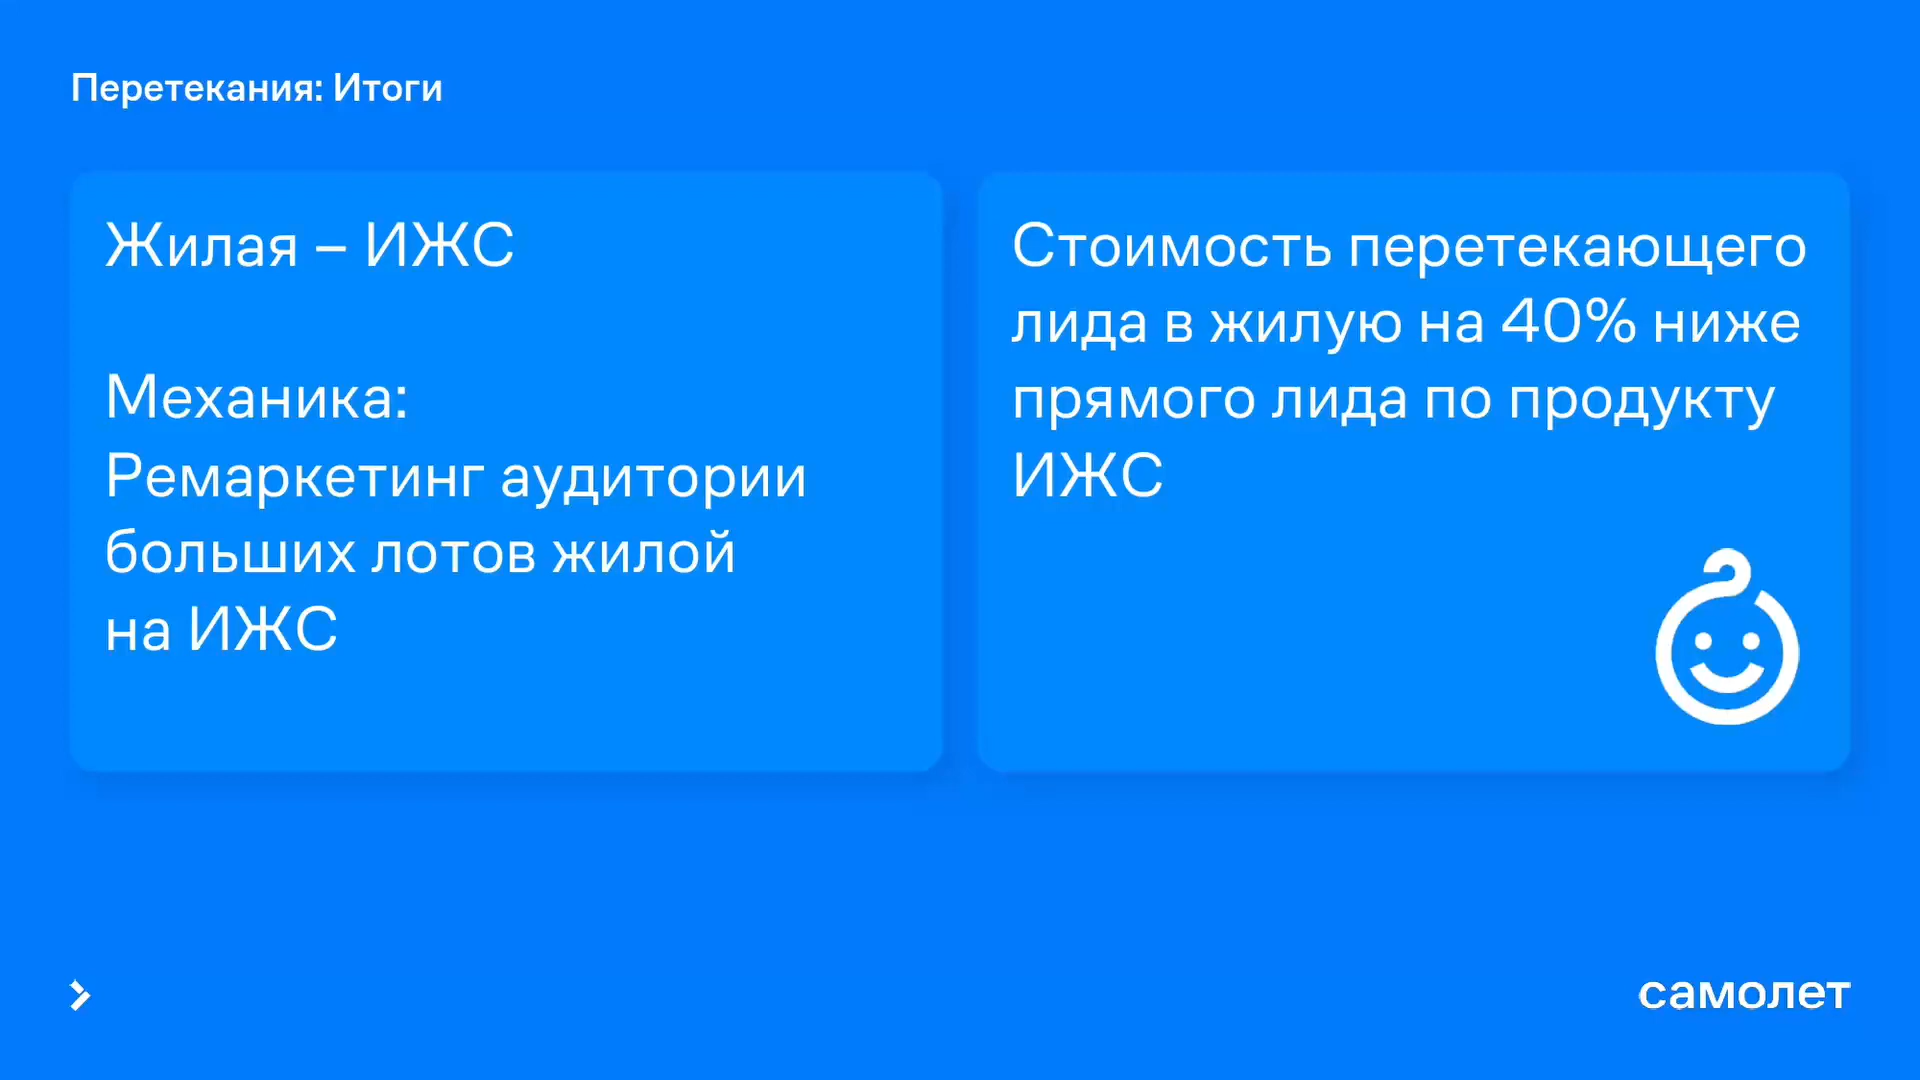 Перетекания: Итоги
Жилая – ИЖС
Механика:
Ремаркетинг аудитории
больших лотов жилой
на ИЖС
Стоимость перетекающего
лида в жилую на 40% ниже
прямого лида по продукту
ИЖС
самолет